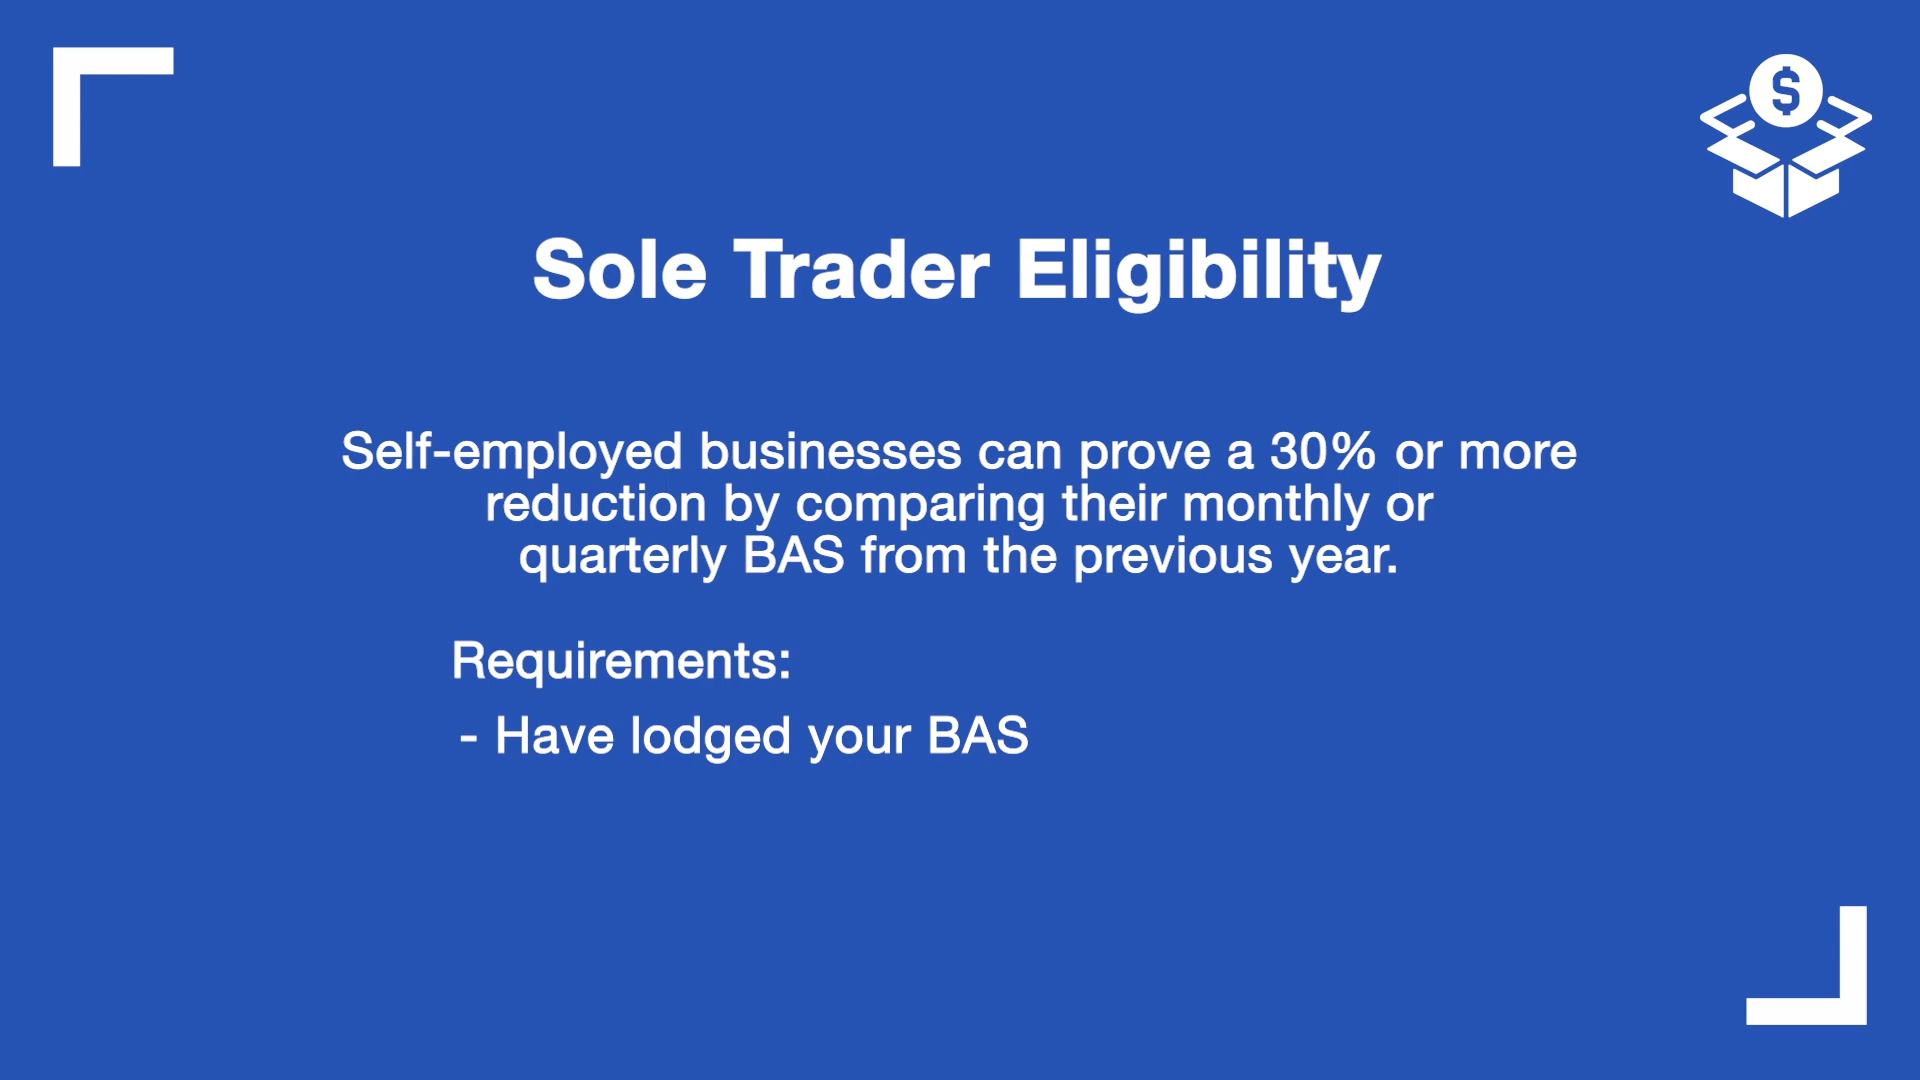 $
Sole Trader Eligibility
Self-employed businesses can prove a 30% or more
reduction by comparing their monthly or
quarterly BAS from the previous year.
Requirements:
- Have lodged your BAS